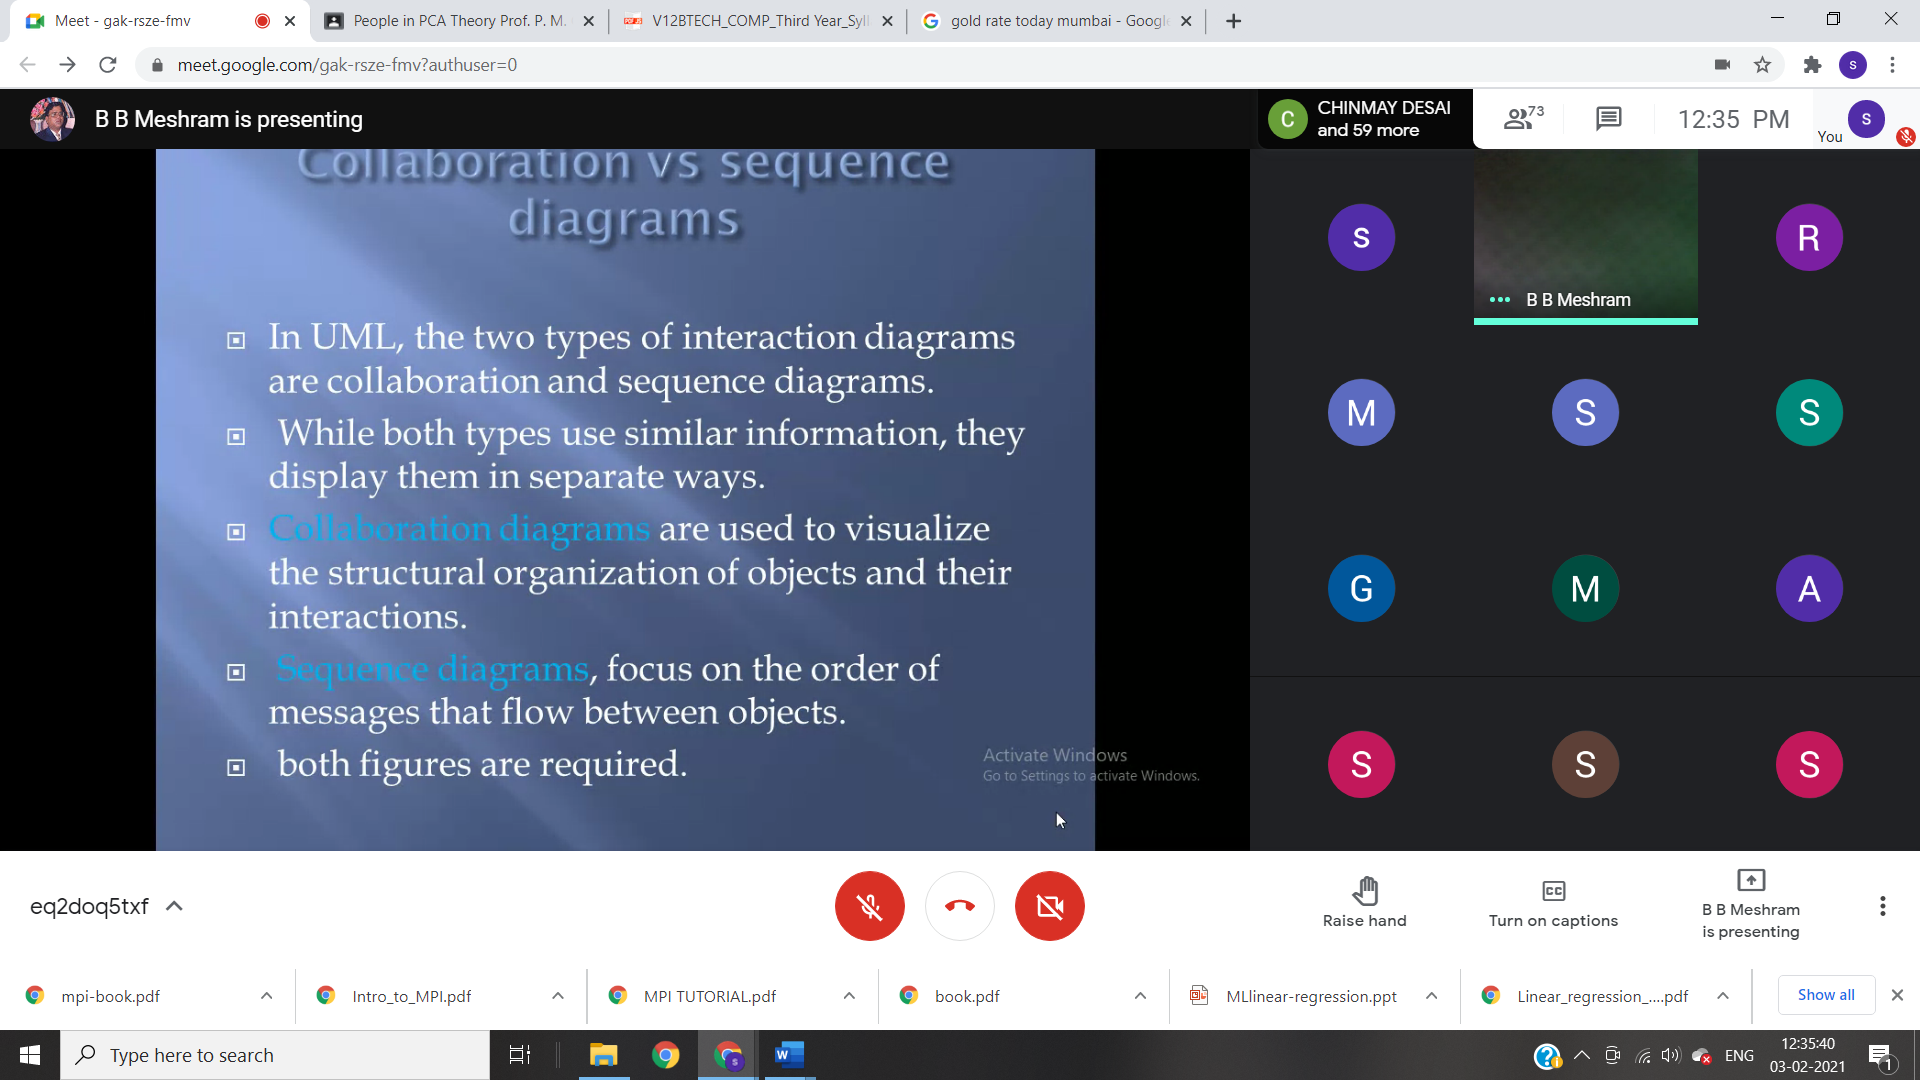 Meet - gak-rsze-fmv
People in PCA Theory Prof. P. M.
V12BTECH_COMP_Third Year_Syll
gold rate today mumbai - Google
meet.google.com/gak-rsze-fmv?authuser=0
S
B B Meshram is presenting
C
CHINMAY DESAI
and 59 more
73
12:35 PM
You
S
Collaboration vs sequence
diagrams
In UML, the two types of interaction diagrams
are collaboration and sequence diagrams.
While both types use similar information, they
display them in separate ways.
Collaboration diagrams are used to visualize
the structural organization of objects and their
interactions.
Sequence diagrams, focus on the order of
messages that flow between objects.
both figures are required.
Activate Windows
Go to Settings to activate Windows.
S
B B Meshram
R
M
S
S
G
M
A
S
S
S
eq2doq5txf
Raise hand
Turn on captions
B B Meshram
is presenting
mpi-book.pdf
Intro_to_MPI.pdf
MPI TUTORIAL.pdf
book.pdf
MLlinear-regression.ppt
Linear_regression_....pdf
Show all
Type here to search
ENG
12:35:40
03-02-2021
1